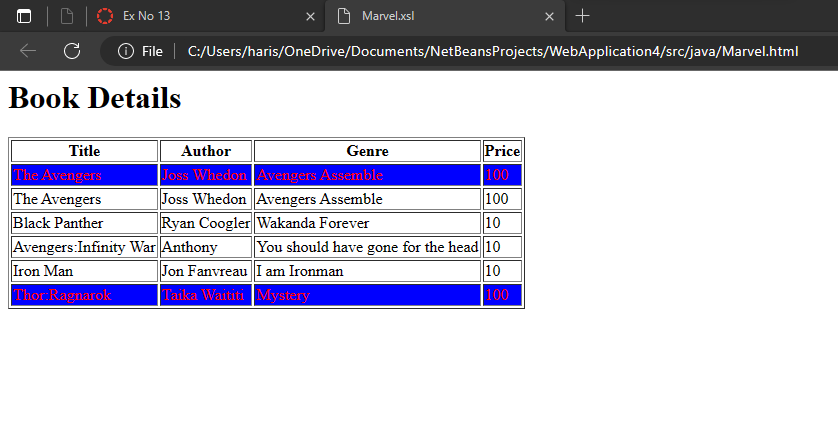 Ex No 13
Marvel.xsl
File C:/Users/haris/OneDrive/Documents/NetBeansProjects/WebApplication4/src/java/Marvel.html
Book Details
Title Author Genre Price
The Avengers Joss Whedon Avengers Assemble 100
The Avengers Joss Whedon Avengers Assemble 100
Black Panther Ryan Coogler Wakanda Forever 10
Avengers:Infinity War Anthony You should have gone for the head 10
Iron Man Jon Fanvreau I am Ironman 10
Thor:Ragnarok Taika Waititi Mystery 100